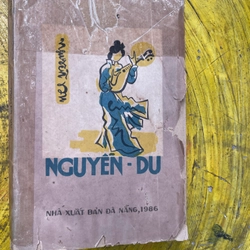 NGUYỄN-DU
NHÀ XUẤT BẢN ĐÀ NẴNG, 1986